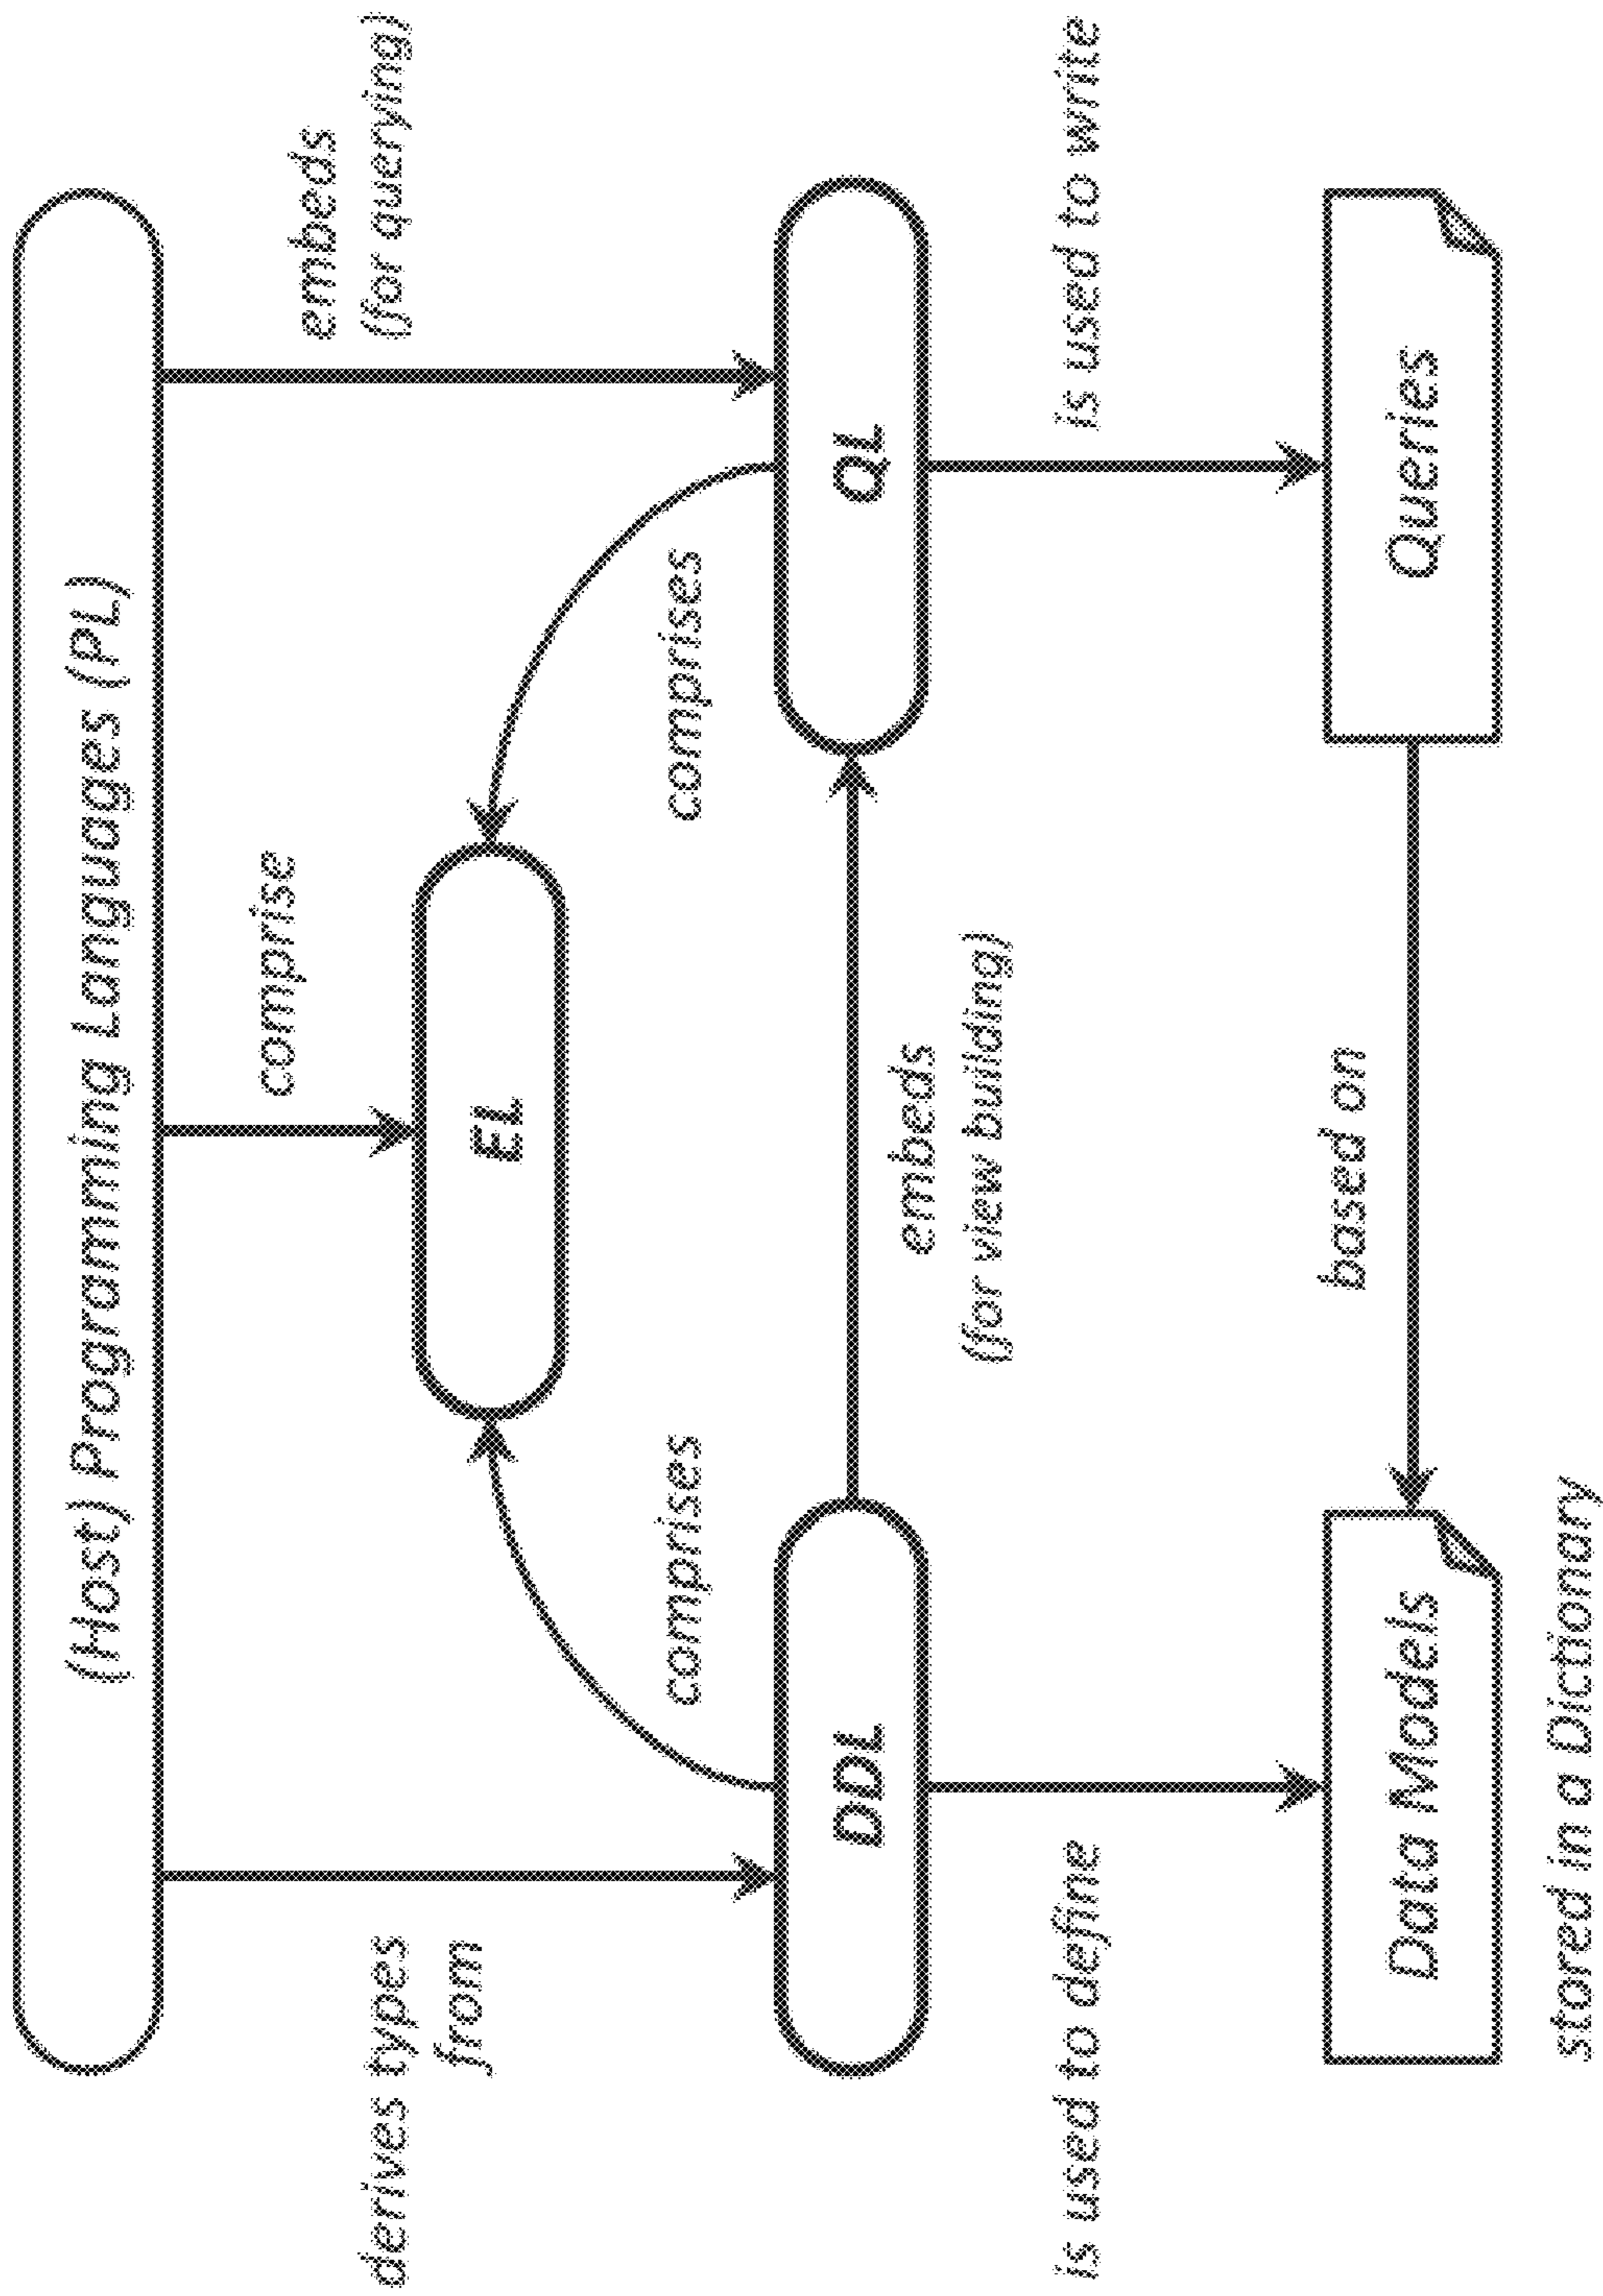 (Host) Programming Languages (PL)
derives types
from
comprise
embeds
(for querying)
EL
comprises
comprises
DDL
QL
embeds
(for view building)
is used to define
is used to write
based on
Data Models
Queries
stored in a Dictionary